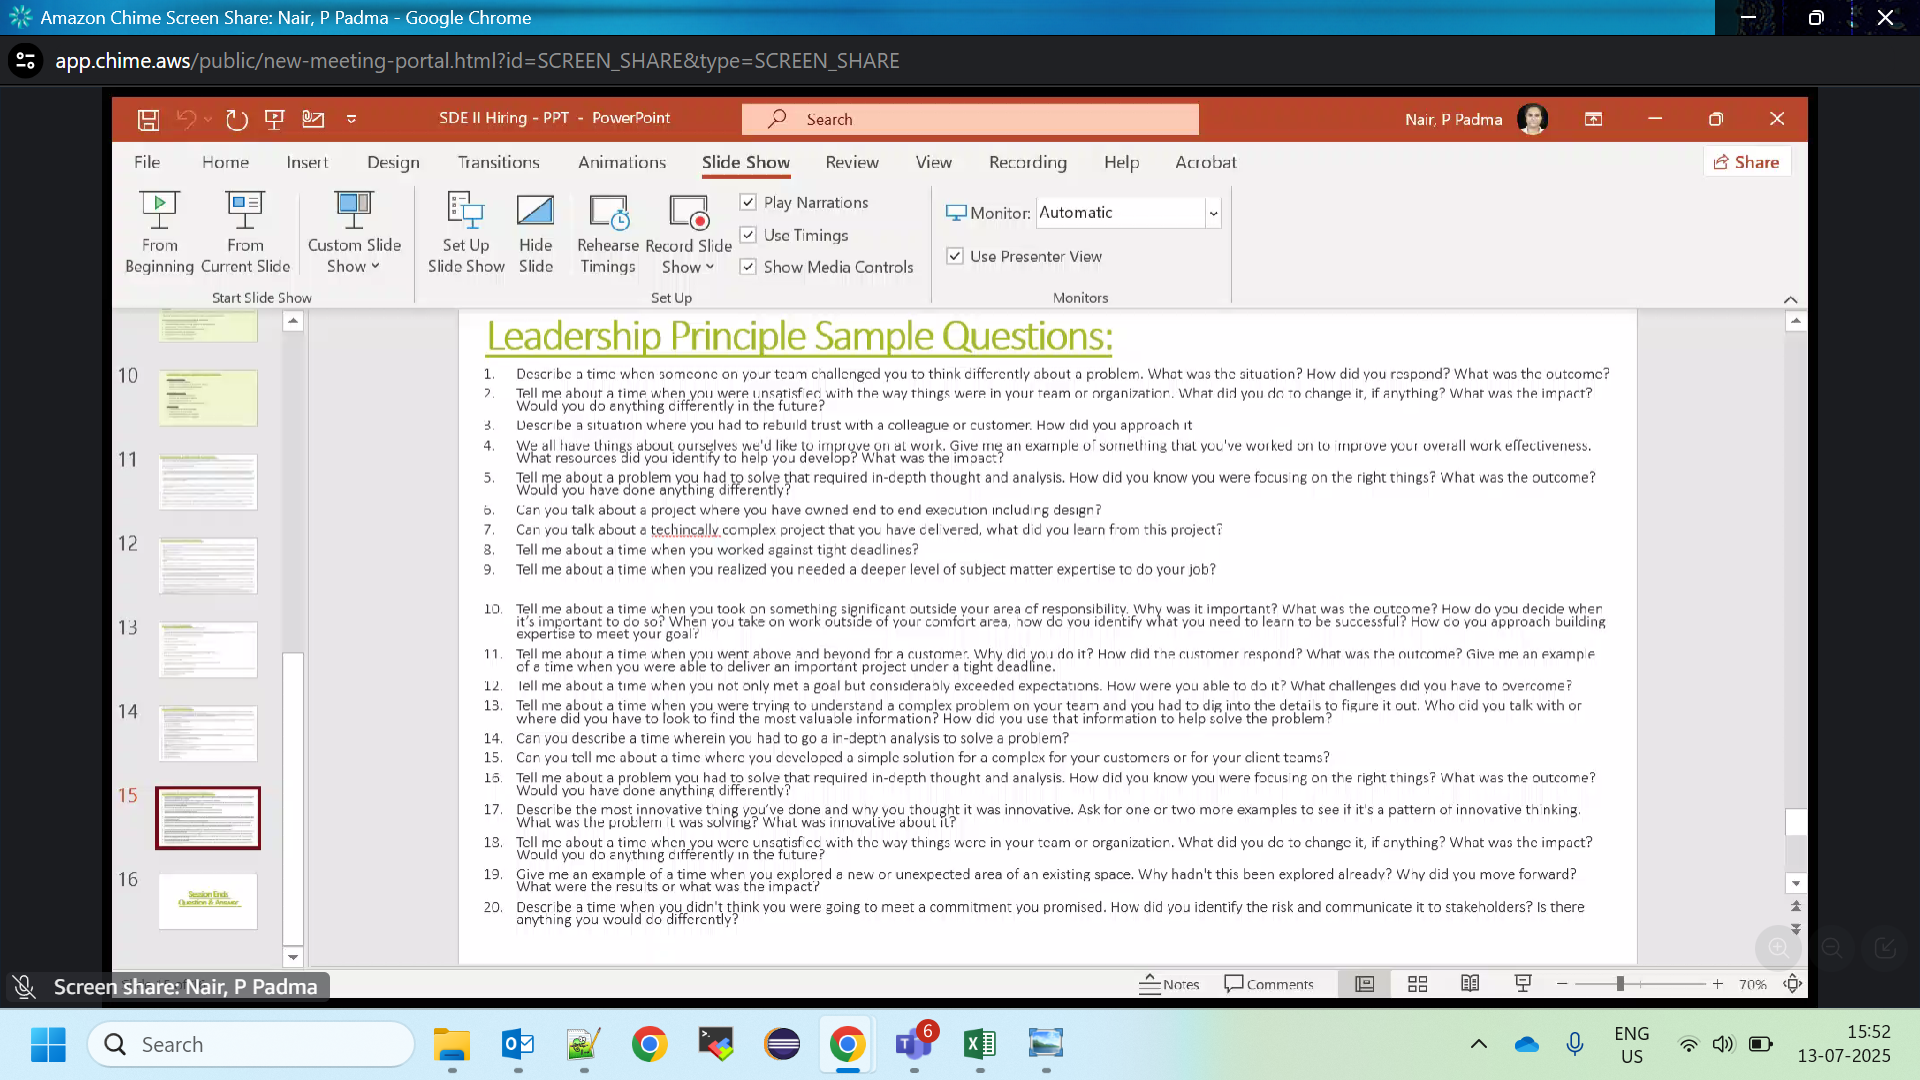 Amazon Chime Screen Share: Nair, P Padma - Google Chrome
app.chime.aws/public/new-meeting-portal.html?id=SCREEN_SHARE&type=SCREEN_SHARE
SDE II Hiring - PPT - PowerPoint
Search
Nair, P Padma
File Home Insert Design Transitions Animations Slide Show Review View Recording Help Acrobat
Share
From Beginning
From Current Slide
Custom Slide Show
Set Up Slide Show
Hide Slide
Rehearse Timings
Record Slide Show
Play Narrations
Use Timings
Show Media Controls
Monitor: Automatic
Use Presenter View
Start Slide Show
Set Up
Monitors
10
11
12
13
14
15
16
Session Ends
Question & Answer
Leadership Principle Sample Questions:
1. Describe a time when someone on your team challenged you to think differently about a problem. What was the situation? How did you respond? What was the outcome?
2. Tell me about a time when you were unsatisfied with the way things were in your team or organization. What did you do to change it, if anything? What was the impact?
Would you do anything differently in the future?
3. Describe a situation where you had to rebuild trust with a colleague or customer. How did you approach it
4. We all have things about ourselves we'd like to improve on at work. Give me an example of something that you've worked on to improve your overall work effectiveness.
What resources did you identify to help you develop? What was the impact?
5. Tell me about a problem you had to solve that required in-depth thought and analysis. How did you know you were focusing on the right things? What was the outcome?
Would you have done anything differently?
6. Can you talk about a project where you have owned end to end execution including design?
7. Can you talk about a techincally complex project that you have delivered, what did you learn from this project?
8. Tell me about a time when you worked against tight deadlines?
9. Tell me about a time when you realized you needed a deeper level of subject matter expertise to do your job?
10. Tell me about a time when you took on something significant outside your area of responsibility. Why was it important? What was the outcome? How do you decide when
it's important to do so? When you take on work outside of your comfort area, how do you identify what you need to learn to be successful? How do you approach building
expertise to meet your goal?
11. Tell me about a time when you went above and beyond for a customer. Why did you do it? How did the customer respond? What was the outcome? Give me an example
of a time when you were able to deliver an important project under a tight deadline.
12. Tell me about a time when you not only met a goal but considerably exceeded expectations. How were you able to do it? What challenges did you have to overcome?
13. Tell me about a time when you were trying to understand a complex problem on your team and you had to dig into the details to figure it out. Who did you talk with or
where did you have to look to find the most valuable information? How did you use that information to help solve the problem?
14. Can you describe a time wherein you had to go a in-depth analysis to solve a problem?
15. Can you tell me about a time where you developed a simple solution for a complex for your customers or for your client teams?
16. Tell me about a problem you had to solve that required in-depth thought and analysis. How did you know you were focusing on the right things? What was the outcome?
Would you have done anything differently?
17. Describe the most innovative thing you've done and why you thought it was innovative. Ask for one or two more examples to see if it's a pattern of innovative thinking.
What was the problem it was solving? What was innovative about it?
18. Tell me about a time when you were unsatisfied with the way things were in your team or organization. What did you do to change it, if anything? What was the impact?
Would you do anything differently in the future?
19. Give me an example of a time when you explored a new or unexpected area of an existing space. Why hadn't this been explored already? Why did you move forward?
What were the results or what was the impact?
20. Describe a time when you didn't think you were going to meet a commitment you promised. How did you identify the risk and communicate it to stakeholders? Is there
anything you would do differently?
Screen share: Nair, P Padma
Notes
Comments
70%
Search
6
ENG
US
15:52
13-07-2025